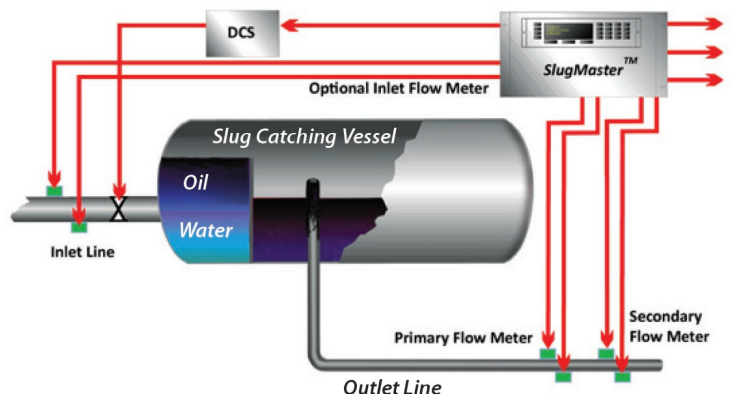 DCS
SlugMaster™
Optional Inlet Flow Meter
Slug Catching Vessel
Oil
Water
Inlet Line
Primary Flow Meter
Secondary
Flow Meter
Outlet Line